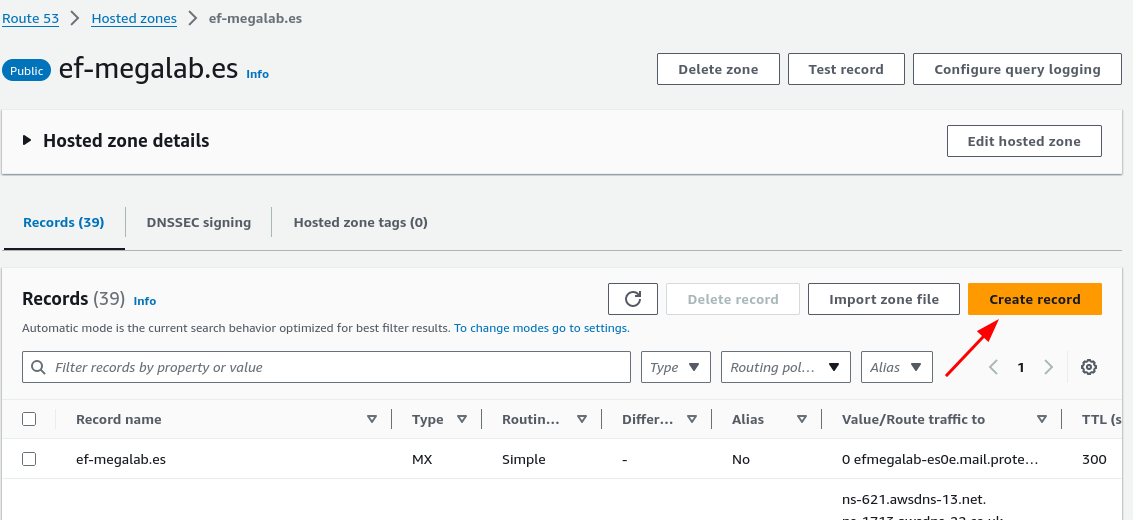 Route 53 Hosted zones ef-megalab.es
Public ef-megalab.es Info
Delete zone Test record Configure query logging
Hosted zone details Edit hosted zone
Records (39) DNSSEC signing Hosted zone tags (0)
Records (39) Info Delete record Import zone file Create record
Automatic mode is the current search behavior optimized for best filter results. To change modes go to settings.
Filter records by property or value Type Routing pol... Alias 1
Record name Type Routin... Differ... Alias Value/Route traffic to TTL (s
ef-megalab.es MX Simple - No 0 efmegalab-es0e.mail.prote... 300
ns-621.awsdns-13.net.